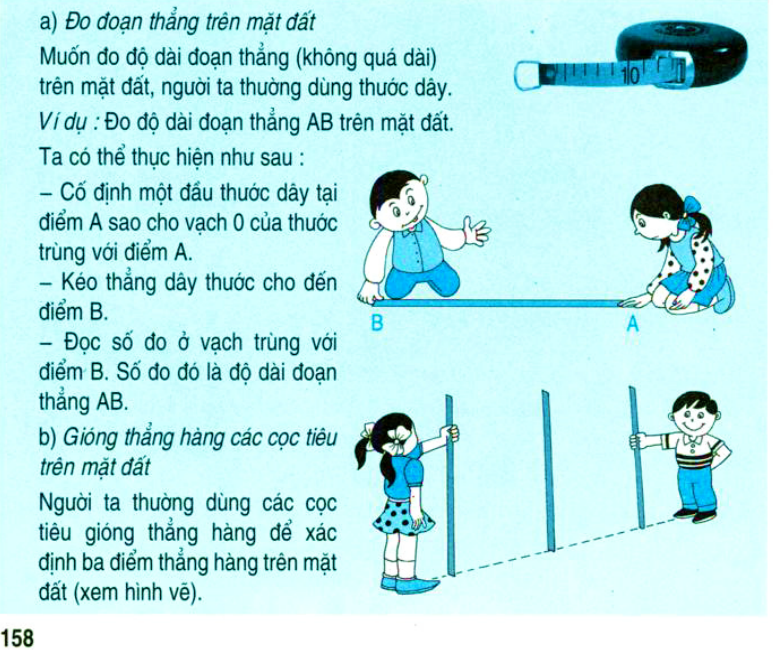 a) Đo đoạn thẳng trên mặt đất
Muốn đo độ dài đoạn thẳng (không quá dài)
trên mặt đất, người ta thường dùng thước dây.
Ví dụ : Đo độ dài đoạn thẳng AB trên mặt đất.
Ta có thể thực hiện như sau :
– Cố định một đầu thước dây tại
điểm A sao cho vạch 0 của thước
trùng với điểm A.
– Kéo thẳng dây thước cho đến
điểm B.
– Đọc số đo ở vạch trùng với
điểm B. Số đo đó là độ dài đoạn
thẳng AB.
b) Gióng thẳng hàng các cọc tiêu
trên mặt đất
Người ta thường dùng các cọc
tiêu gióng thẳng hàng để xác
định ba điểm thẳng hàng trên mặt
đất (xem hình vẽ).
10
B
A
158